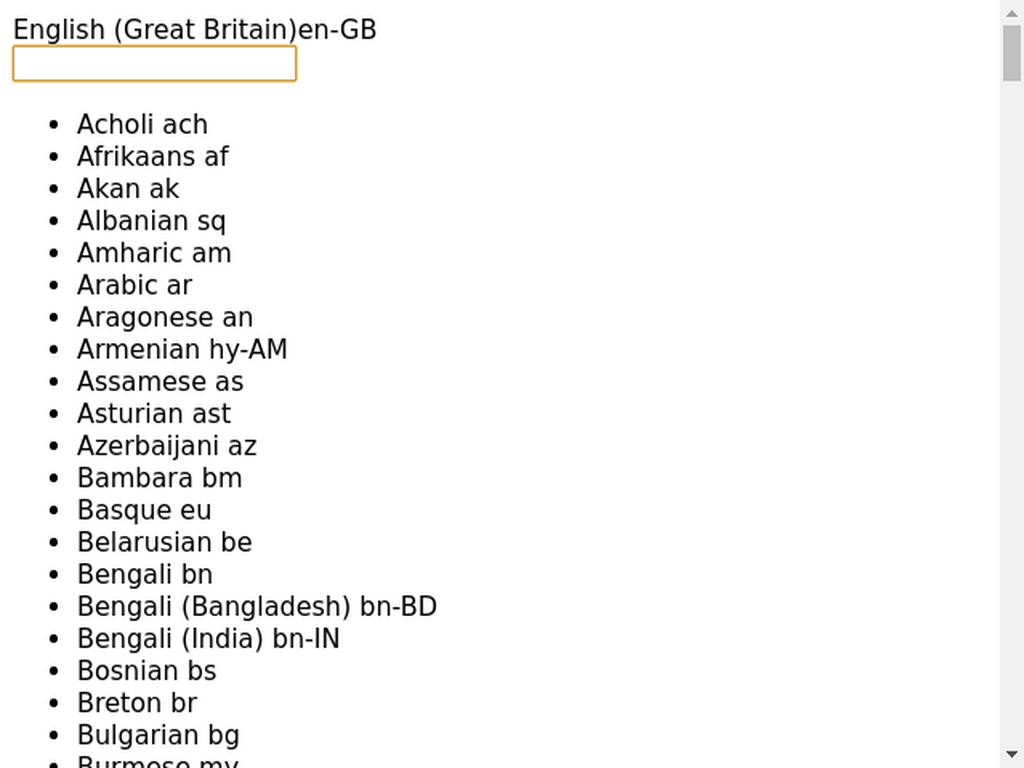 English (Great Britain)en-GB
Acholi ach
Afrikaans af
Akan ak
Albanian sq
Amharic am
Arabic ar
Aragonese an
Armenian hy-AM
Assamese as
Asturian ast
Azerbaijani az
Bambara bm
Basque eu
Belarusian be
Bengali bn
Bengali (Bangladesh) bn-BD
Bengali (India) bn-IN
Bosnian bs
Breton br
Bulgarian bg
Burmese my